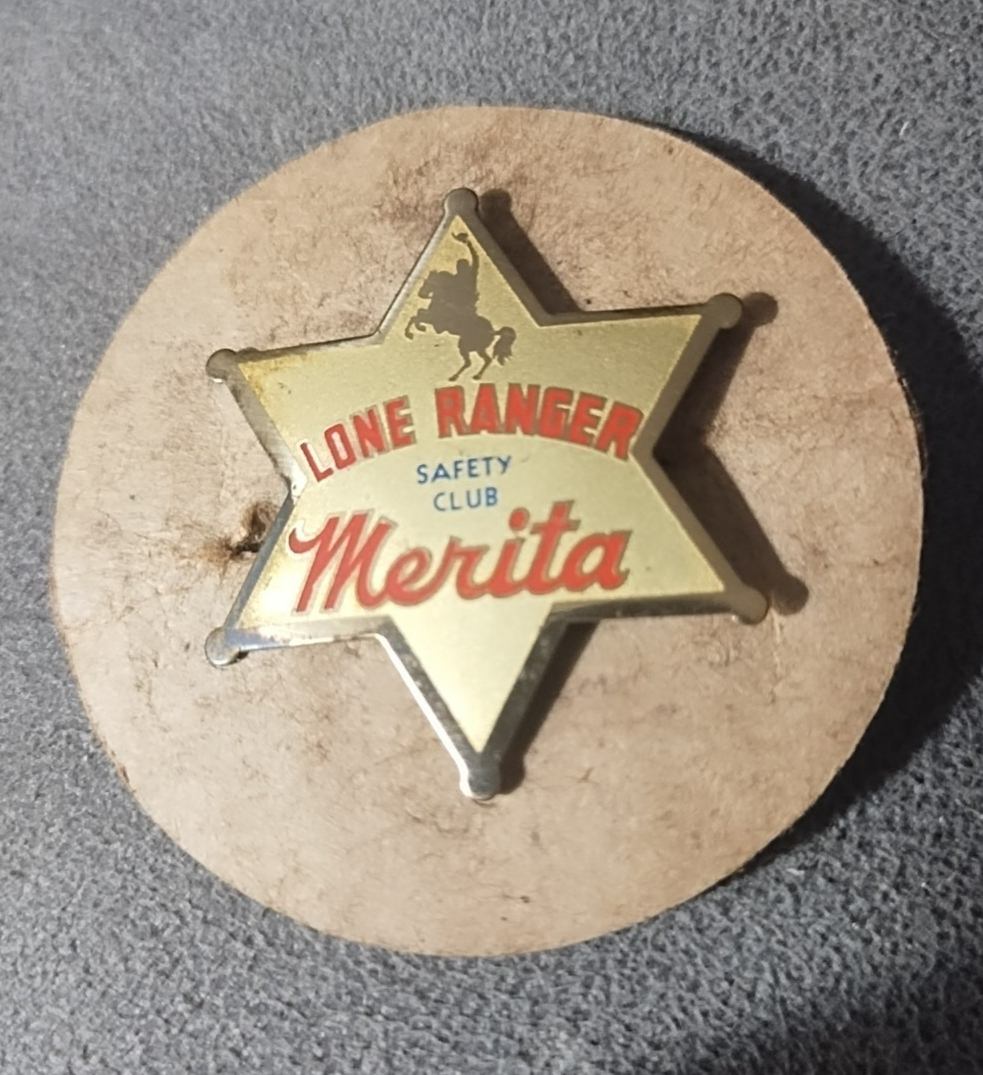 LONE RANGER
SAFETY
CLUB
Merita